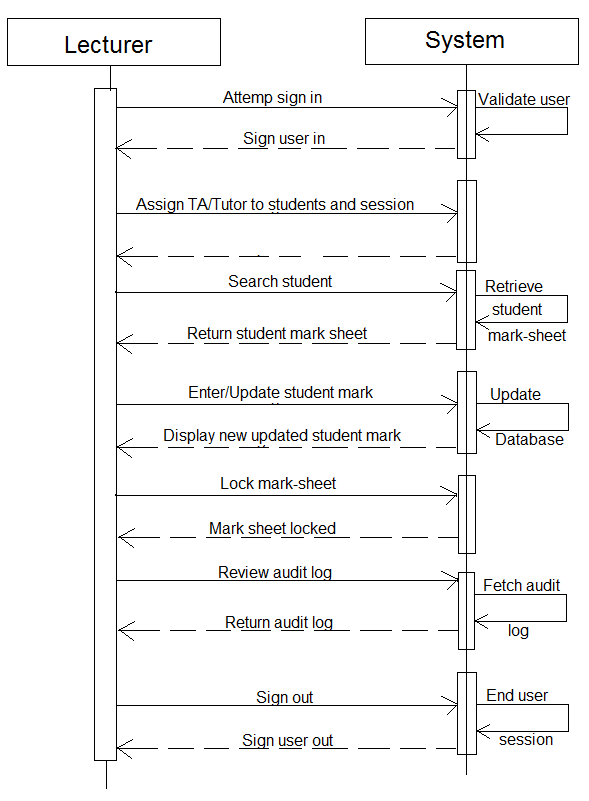 Lecturer
System
Attemp sign in
Validate user
Sign user in
Assign TA/Tutor to students and session
Search student
Retrieve
student
mark-sheet
Return student mark sheet
Enter/Update student mark
Update
Database
Display new updated student mark
Lock mark-sheet
Mark sheet locked
Review audit log
Fetch audit
log
Return audit log
Sign out
End user
session
Sign user out